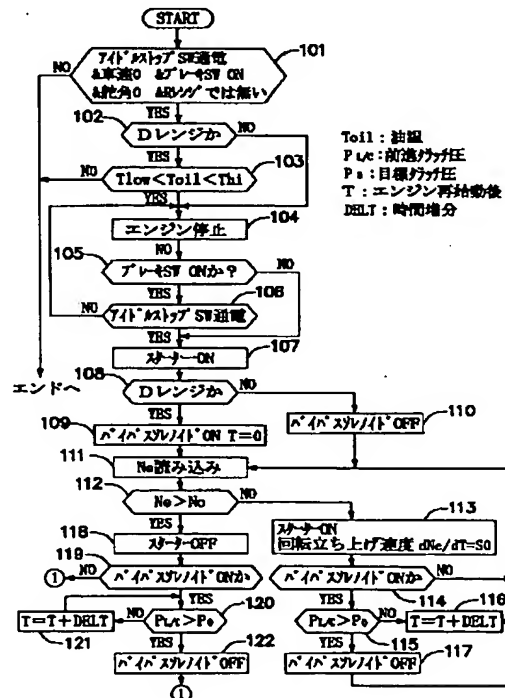 START
101
アイドルストップSW通電
&車速0 &ブレーキSW ON
&舵角0 &Rレンジでは無い
NO
YES
102
Dレンジか
NO
YES
103
Tlow<Toil<Thi
NO
YES
104
エンジン停止
NO
105
ブレーキSW ONか?
NO
YES
106
アイドルストップSW通電
NO
YES
107
スターターON
108
エンドへ
Dレンジか
NO
YES
109
バイパスソレノイドON T=0
バイパスソレノイドOFF
110
111
Ne読み込み
112
Ne>No
NO
YES
113
スターターON
回転立ち上げ速度 dNe/dT=S0
118
スターターOFF
119
バイパスソレノイドONか
NO
①
YES
バイパスソレノイドONか
NO
114
YES
116
T=T+DELT
121
NO
PL/c>Ps
120
YES
PL/c>Ps
115
NO
T=T+DELT
YES
117
122
バイパスソレノイドOFF
バイパスソレノイドOFF
①
Toil:油温
PL/c:前進クラッチ圧
Ps:目標クラッチ圧
T:エンジン再始動後
DELT:時間増分